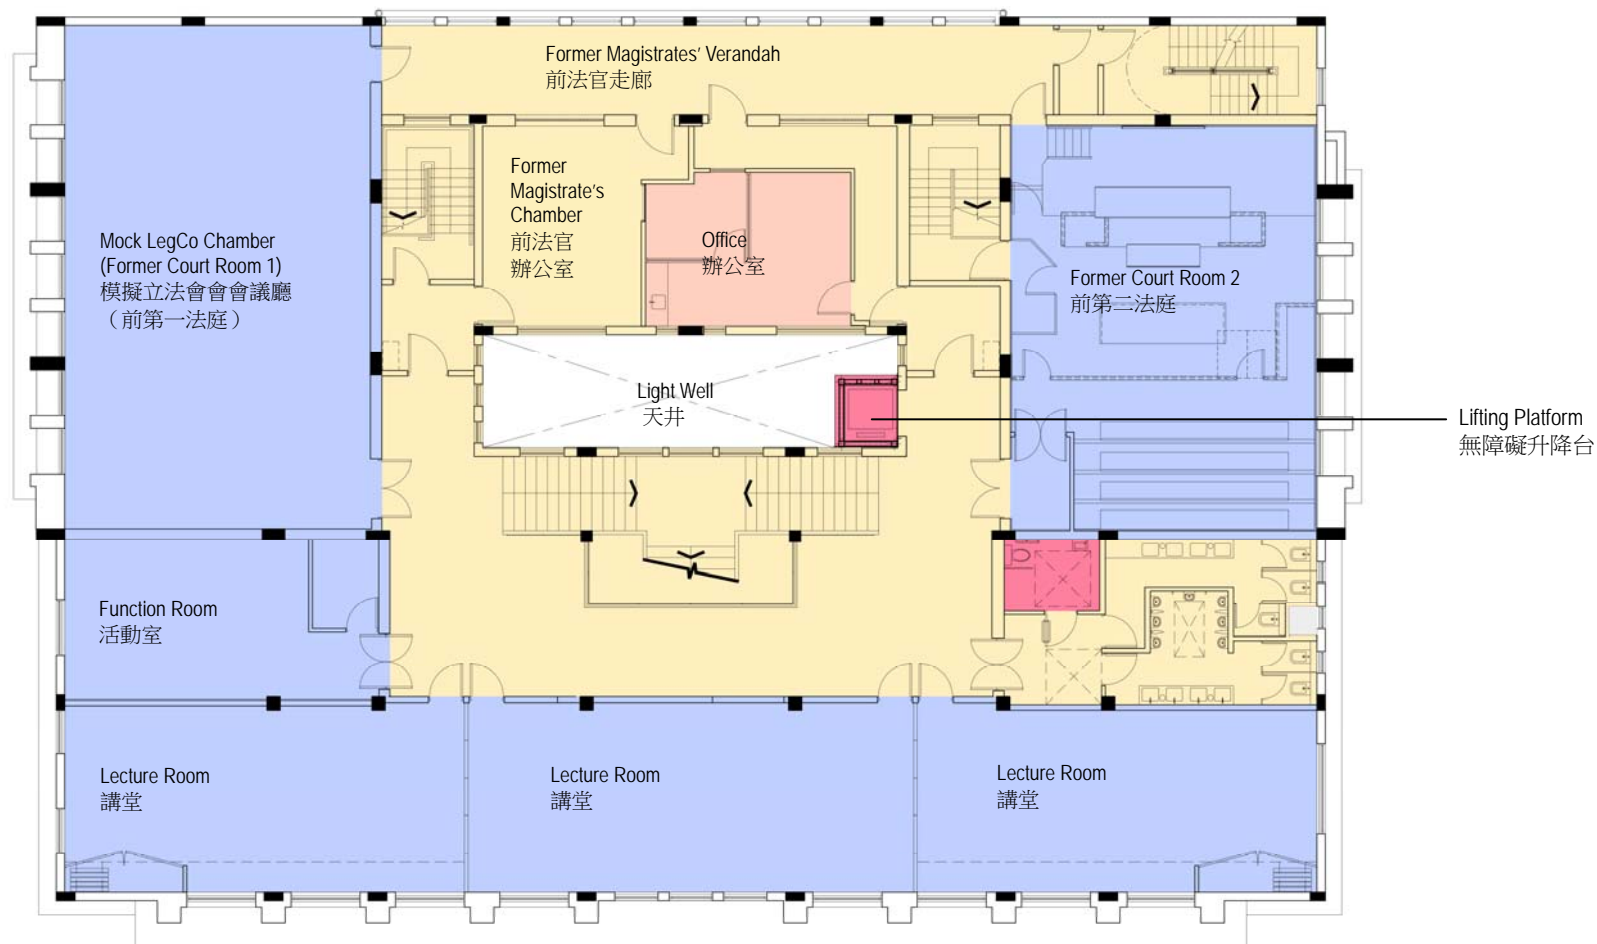 Former Magistrates' Verandah
前法官走廊
Former
Magistrate's
Chamber
前法官
辦公室
Office
辦公室
Mock LegCo Chamber
(Former Court Room 1)
模擬立法會會會議廳
（前第一法庭）
Former Court Room 2
前第二法庭
Light Well
天井
Lifting Platform
無障礙升降台
Function Room
活動室
Lecture Room
講堂
Lecture Room
講堂
Lecture Room
講堂